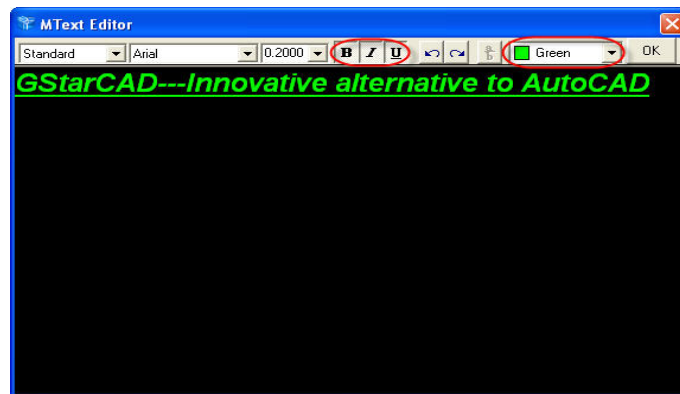 MText Editor
Standard Arial 0.2000 B I U Green OK
GStarCAD---Innovative alternative to AutoCAD